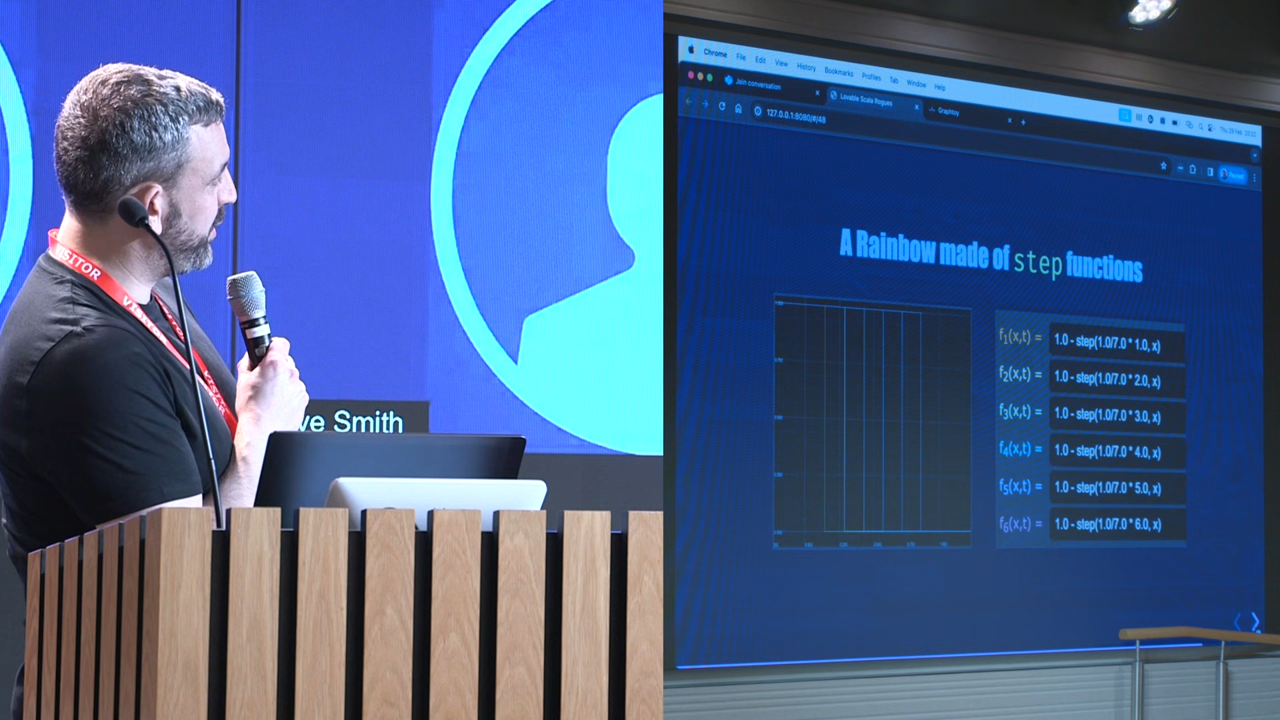 VISITOR
VISIT
ve Smith
Chrome File Edit View History Bookmarks Profiles Tab Window Help
Join conversation
Lovable Scala Rogues
Graphtoy
127.0.0.1:8080/#/48
A Rainbow made of step functions
f1(x,t) = 1.0 - step(1.0/7.0 * 1.0, x)
f2(x,t) = 1.0 - step(1.0/7.0 * 2.0, x)
f3(x,t) = 1.0 - step(1.0/7.0 * 3.0, x)
f4(x,t) = 1.0 - step(1.0/7.0 * 4.0, x)
f5(x,t) = 1.0 - step(1.0/7.0 * 5.0, x)
f6(x,t) = 1.0 - step(1.0/7.0 * 6.0, x)